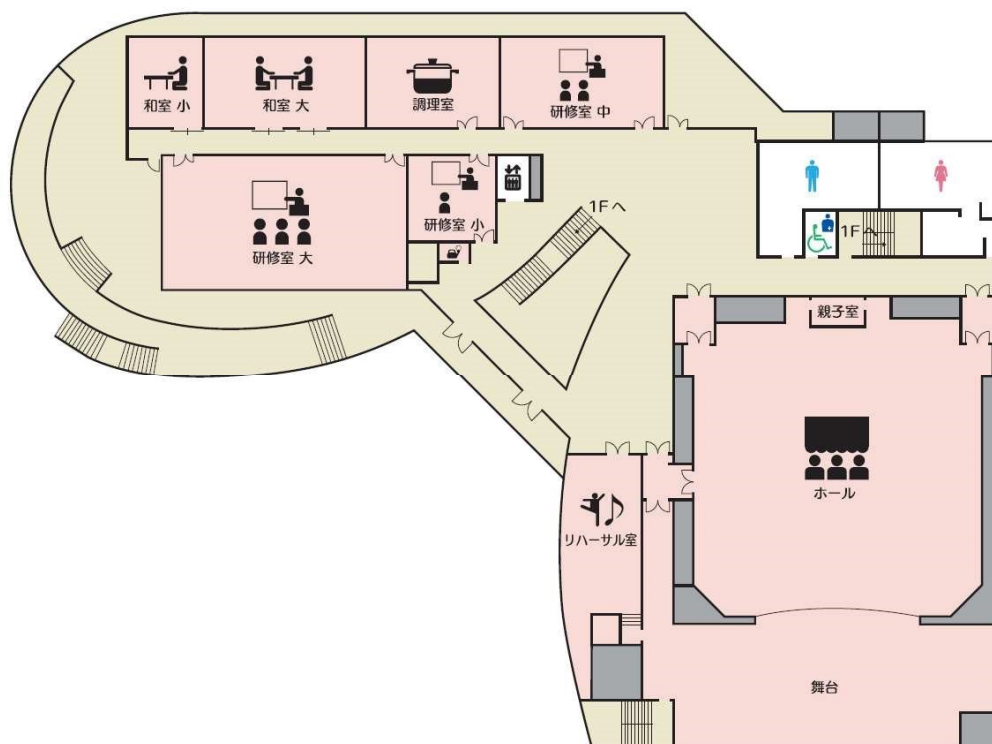 和室 小
和室 大
調理室
研修室 中
研修室 大
研修室 小
1Fへ
1Fへ
親子室
ホール
リハーサル室
舞台